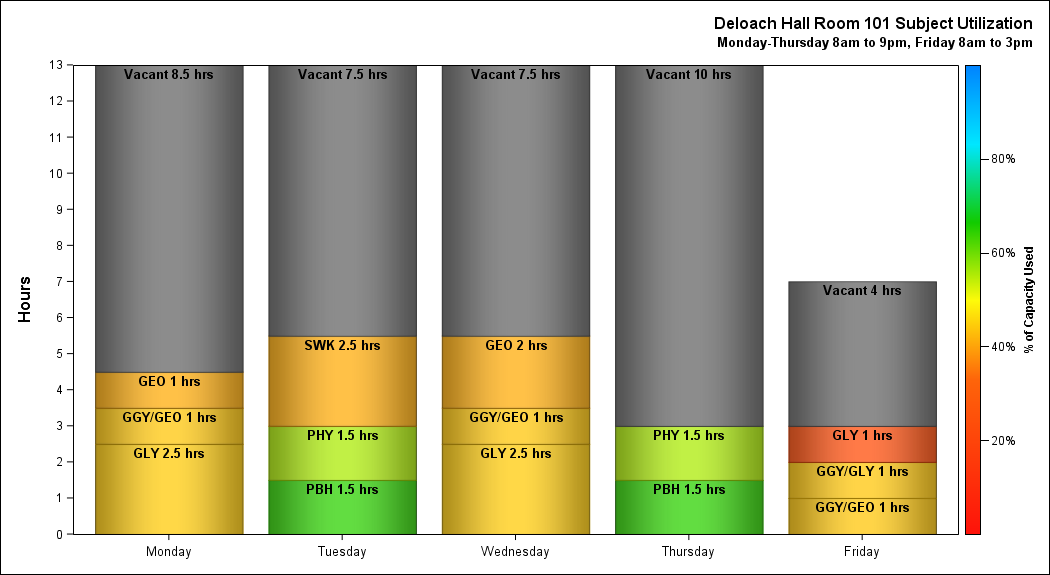 Deloach Hall Room 101 Subject Utilization
Monday-Thursday 8am to 9pm, Friday 8am to 3pm
Hours
13
12
11
10
9
8
7
6
5
4
3
2
1
0
Vacant 8.5 hrs
GEO 1 hrs
GGY/GEO 1 hrs
GLY 2.5 hrs
Monday
Vacant 7.5 hrs
SWK 2.5 hrs
PHY 1.5 hrs
PBH 1.5 hrs
Tuesday
Vacant 7.5 hrs
GEO 2 hrs
GGY/GEO 1 hrs
GLY 2.5 hrs
Wednesday
Vacant 10 hrs
PHY 1.5 hrs
PBH 1.5 hrs
Thursday
Vacant 4 hrs
GLY 1 hrs
GGY/GLY 1 hrs
GGY/GEO 1 hrs
Friday
80%
60%
40%
20%
% of Capacity Used